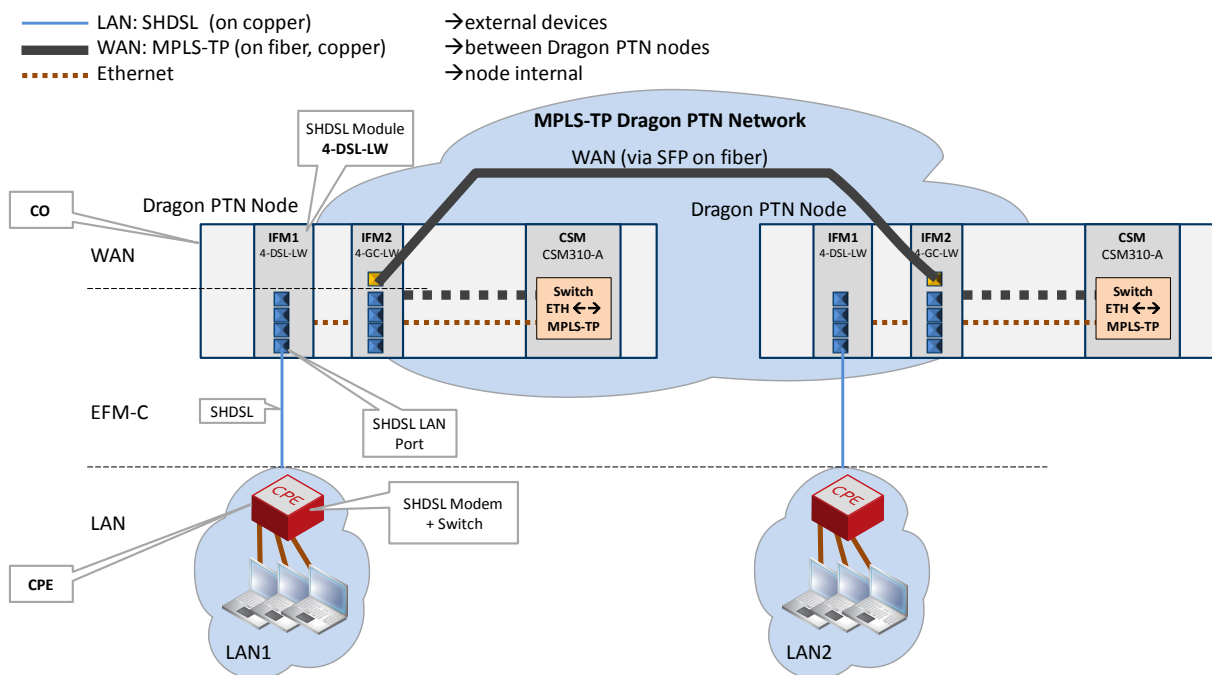 LAN: SHDSL (on copper) →external devices
WAN: MPLS-TP (on fiber, copper) →between Dragon PTN nodes
Ethernet →node internal
MPLS-TP Dragon PTN Network
WAN (via SFP on fiber)
SHDSL Module
4-DSL-LW
CO
Dragon PTN Node
Dragon PTN Node
WAN
IFM1
4-DSL-LW
IFM2
4-GC-LW
CSM
CSM310-A
Switch
ETH ←→
MPLS-TP
IFM1
4-DSL-LW
IFM2
4-GC-LW
CSM
CSM310-A
Switch
ETH ←→
MPLS-TP
EFM-C
SHDSL
SHDSL LAN
Port
LAN
CPE
SHDSL Modem
+ Switch
CPE
CPE
LAN1
LAN2